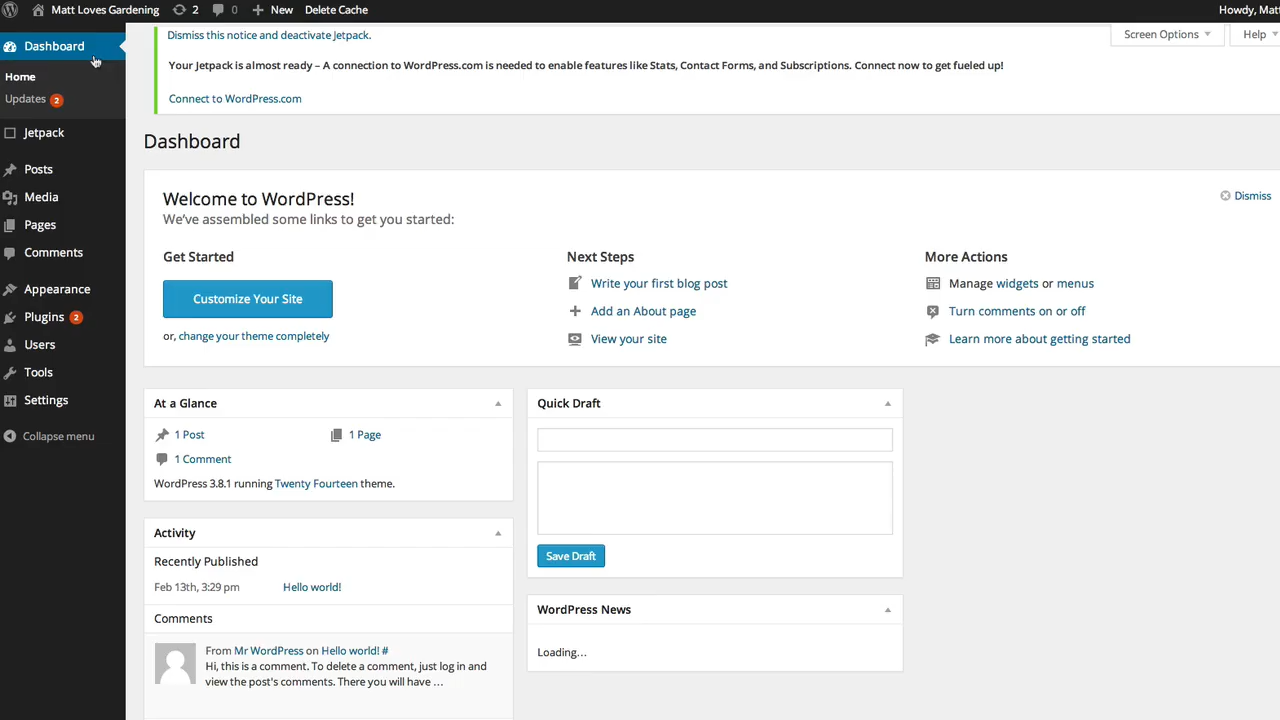 Matt Loves Gardening 2 0 New Delete Cache Howdy, Mat
Dashboard
Home
Updates 2
Jetpack
Posts
Media
Pages
Comments
Appearance
Plugins 2
Users
Tools
Settings
Collapse menu
Dismiss this notice and deactivate Jetpack.
Screen Options Help
Your Jetpack is almost ready – A connection to WordPress.com is needed to enable features like Stats, Contact Forms, and Subscriptions. Connect now to get fueled up!
Connect to WordPress.com
Dashboard
Welcome to WordPress!
Dismiss
We've assembled some links to get you started:
Get Started
Customize Your Site
or, change your theme completely
Next Steps
Write your first blog post
Add an About page
View your site
More Actions
Manage widgets or menus
Turn comments on or off
Learn more about getting started
At a Glance
1 Post 1 Page
1 Comment
WordPress 3.8.1 running Twenty Fourteen theme.
Activity
Recently Published
Feb 13th, 3:29 pm Hello world!
Comments
From Mr WordPress on Hello world! #
Hi, this is a comment. To delete a comment, just log in and
view the post's comments. There you will have …
Quick Draft
Save Draft
WordPress News
Loading…